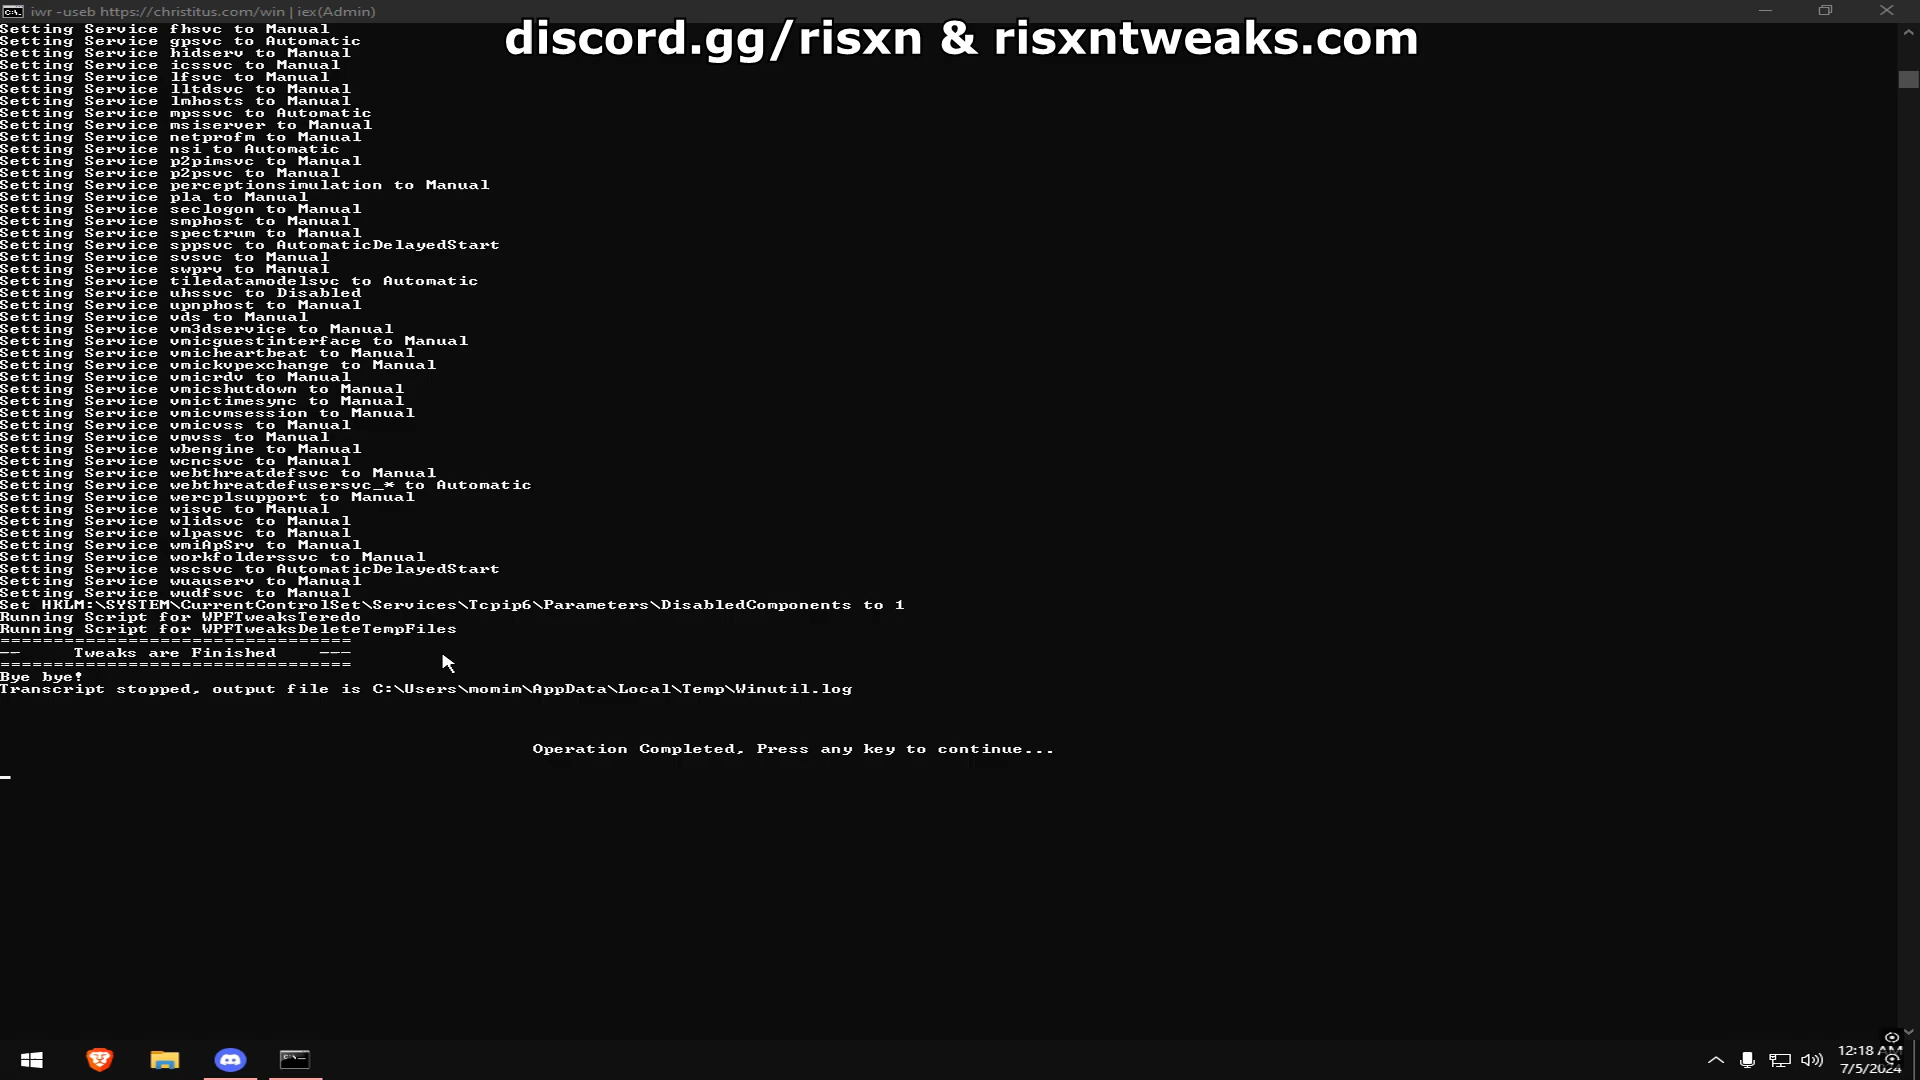 iwr -useb https://christitus.com/win | iex(Admin)
discord.gg/risxn & risxntweaks.com
Setting Service fhsvc to Manual
Setting Service gpsvc to Automatic
Setting Service hidserv to Manual
Setting Service icssvc to Manual
Setting Service lfsvc to Manual
Setting Service lltdsvc to Manual
Setting Service lmhosts to Manual
Setting Service mpssvc to Automatic
Setting Service msiserver to Manual
Setting Service netprofm to Manual
Setting Service nsi to Automatic
Setting Service p2pimsvc to Manual
Setting Service p2psvc to Manual
Setting Service perceptionsimulation to Manual
Setting Service pla to Manual
Setting Service seclogon to Manual
Setting Service smphost to Manual
Setting Service spectrum to Manual
Setting Service sppsvc to AutomaticDelayedStart
Setting Service svsvc to Manual
Setting Service swprv to Manual
Setting Service tiledatamodelsvc to Automatic
Setting Service uhssvc to Disabled
Setting Service upnphost to Manual
Setting Service vds to Manual
Setting Service vm3dservice to Manual
Setting Service vmicguestinterface to Manual
Setting Service vmicheartbeat to Manual
Setting Service vmickvpexchange to Manual
Setting Service vmicrdv to Manual
Setting Service vmicshutdown to Manual
Setting Service vmictimesync to Manual
Setting Service vmicvmsession to Manual
Setting Service vmicvss to Manual
Setting Service vmvss to Manual
Setting Service wbengine to Manual
Setting Service wcncsvc to Manual
Setting Service webthreatdefsvc to Manual
Setting Service webthreatdefusersvc_* to Automatic
Setting Service wercplsupport to Manual
Setting Service wisvc to Manual
Setting Service wlidsvc to Manual
Setting Service wlpasvc to Manual
Setting Service wmiApSrv to Manual
Setting Service workfolderssvc to Manual
Setting Service wscsvc to AutomaticDelayedStart
Setting Service wuauserv to Manual
Setting Service wudfsvc to Manual
Set HKLM:\SYSTEM\CurrentControlSet\Services\Tcpip6\Parameters\DisabledComponents to 1
Running Script for WPFTweaksTeredo
Running Script for WPFTweaksDeleteTempFiles
=================================
--     Tweaks are Finished    ---
=================================
Bye bye!
Transcript stopped, output file is C:\Users\momim\AppData\Local\Temp\Winutil.log
Operation Completed, Press any key to continue...
12:18 AM
7/5/2024